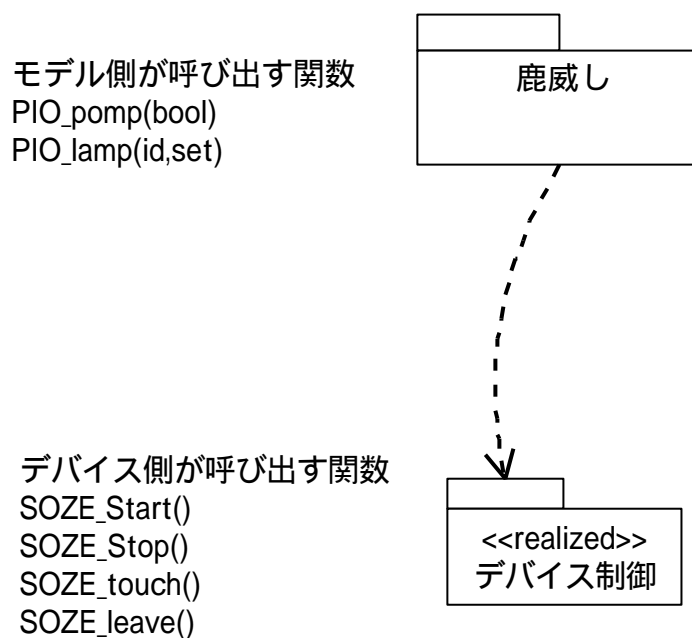 モデル側が呼び出す関数
PIO_pomp(bool)
PIO_lamp(id,set)
鹿威し
デバイス側が呼び出す関数
SOZE_Start()
SOZE_Stop()
SOZE_touch()
SOZE_leave()
<<realized>>
デバイス制御